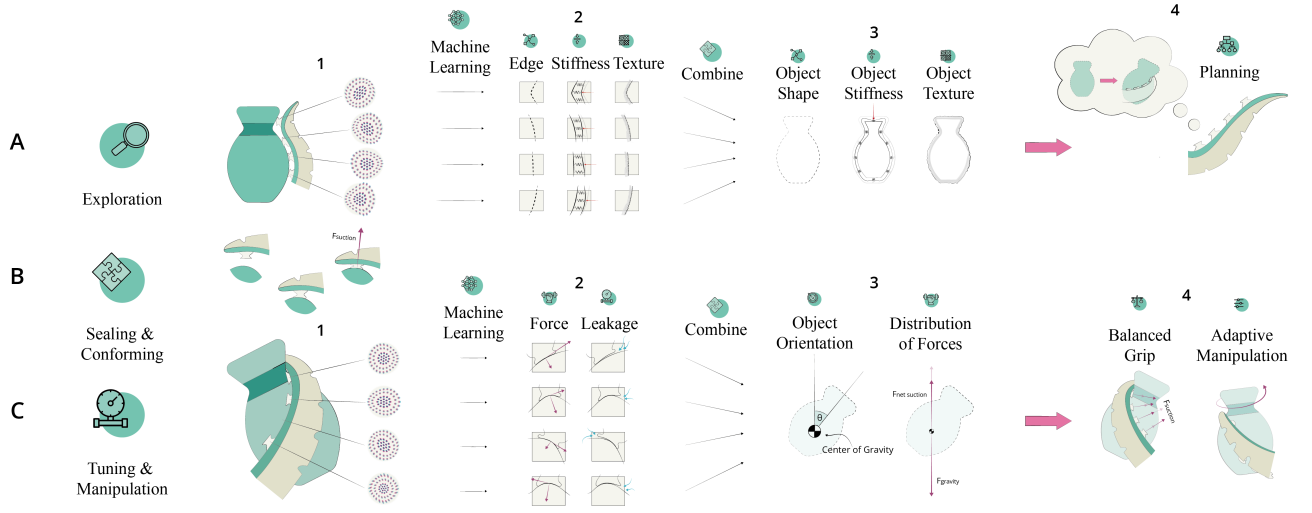 A
Exploration
1
Machine
Learning
2
Edge
Stiffness
Texture
Combine
3
Object
Shape
Object
Stiffness
Object
Texture
4
Planning
B
Sealing &
Conforming
Fsuction
C
Tuning &
Manipulation
1
Machine
Learning
2
Force
Leakage
Combine
3
Object
Orientation
θ
Center of Gravity
Distribution
of Forces
Fnet suction
Fgravity
4
Balanced
Grip
Fsuction
Adaptive
Manipulation